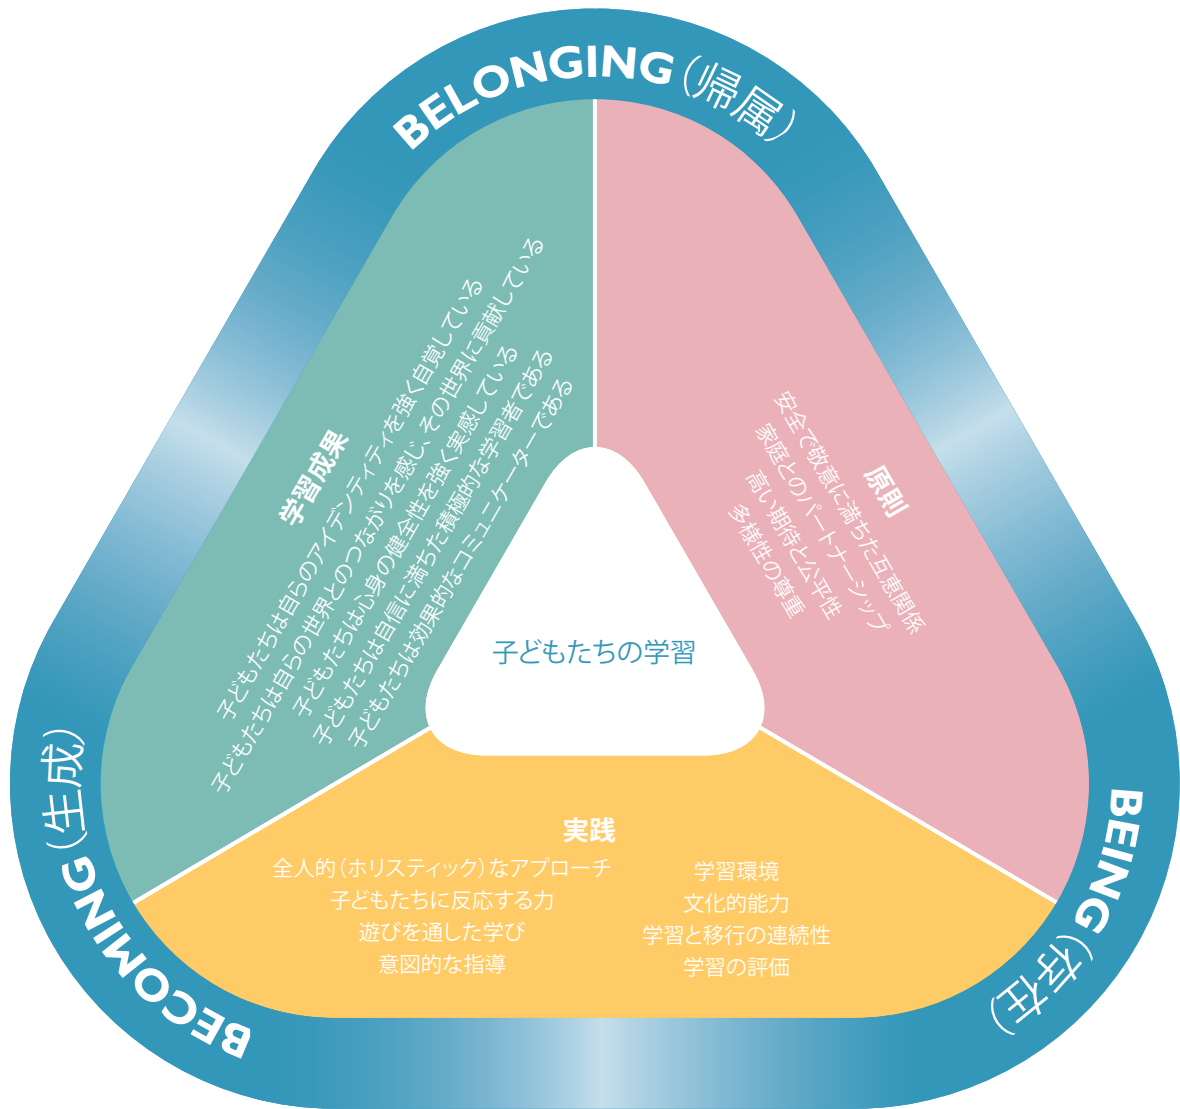 BELONGING（帰属）
学習成果
子どもたちは自らのアイデンティティを強く自覚している
子どもたちは自らの世界とのつながりを感じ、その世界に貢献している
子どもたちは心身の健全性を強く実感している
子どもたちは自信に満ちた積極的な学習者である
子どもたちは効果的なコミュニケーターである
原則
安全で敬意に満ちた互恵関係
家庭とのパートナーシップ
高い期待と公平性
多様性の尊重
子どもたちの学習
実践
全人的（ホリスティック）なアプローチ
子どもたちに反応する力
遊びを通した学び
意図的な指導
学習環境
文化的能力
学習と移行の連続性
学習の評価
BECOMING（生成）
BEING（存在）